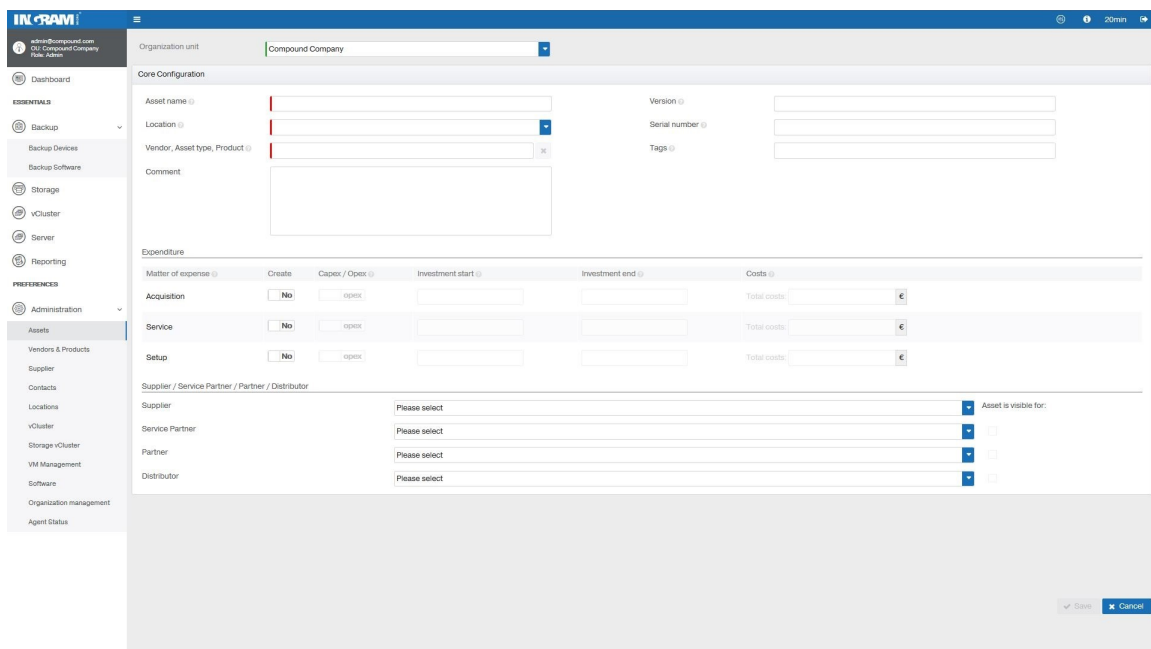 INGRAM
20min
admin@compound.com
OU: Compound Company
Role: Admin
Dashboard
ESSENTIALS
Backup
Backup Devices
Backup Software
Storage
vCluster
Server
Reporting
PREFERENCES
Administration
Assets
Vendors & Products
Supplier
Contacts
Locations
vCluster
Storage vCluster
VM Management
Software
Organization management
Agent Status
Organization unit
Compound Company
Core Configuration
Asset name
Version
Location
Serial number
Vendor, Asset type, Product
Tags
Comment
Expenditure
Matter of expense Create Capex / Opex Investment start Investment end Costs
Acquisition No opex Total costs: €
Service No opex Total costs: €
Setup No opex Total costs: €
Supplier / Service Partner / Partner / Distributor
Supplier Please select Asset is visible for:
Service Partner Please select
Partner Please select
Distributor Please select
Save Cancel